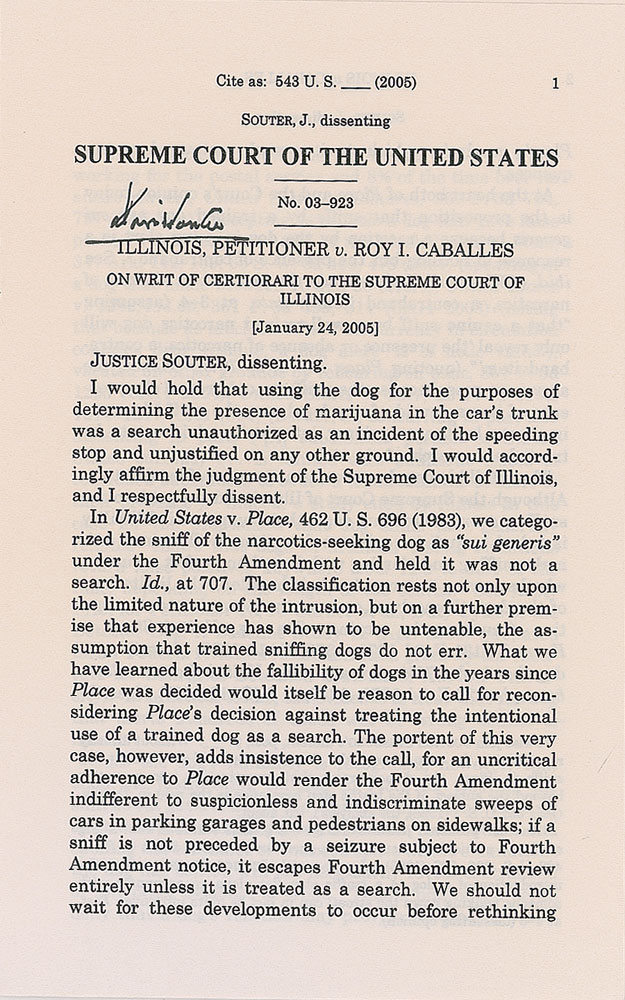 Cite as: 543 U. S. ____ (2005) 1
SOUTER, J., dissenting
SUPREME COURT OF THE UNITED STATES
No. 03–923
ILLINOIS, PETITIONER v. ROY I. CABALLES
ON WRIT OF CERTIORARI TO THE SUPREME COURT OF
ILLINOIS
[January 24, 2005]
JUSTICE SOUTER, dissenting.
I would hold that using the dog for the purposes of
determining the presence of marijuana in the car's trunk
was a search unauthorized as an incident of the speeding
stop and unjustified on any other ground. I would accord-
ingly affirm the judgment of the Supreme Court of Illinois,
and I respectfully dissent.
In United States v. Place, 462 U. S. 696 (1983), we catego-
rized the sniff of the narcotics-seeking dog as "sui generis"
under the Fourth Amendment and held it was not a
search. Id., at 707. The classification rests not only upon
the limited nature of the intrusion, but on a further prem-
ise that experience has shown to be untenable, the as-
sumption that trained sniffing dogs do not err. What we
have learned about the fallibility of dogs in the years since
Place was decided would itself be reason to call for recon-
sidering Place's decision against treating the intentional
use of a trained dog as a search. The portent of this very
case, however, adds insistence to the call, for an uncritical
adherence to Place would render the Fourth Amendment
indifferent to suspicionless and indiscriminate sweeps of
cars in parking garages and pedestrians on sidewalks; if a
sniff is not preceded by a seizure subject to Fourth
Amendment notice, it escapes Fourth Amendment review
entirely unless it is treated as a search. We should not
wait for these developments to occur before rethinking